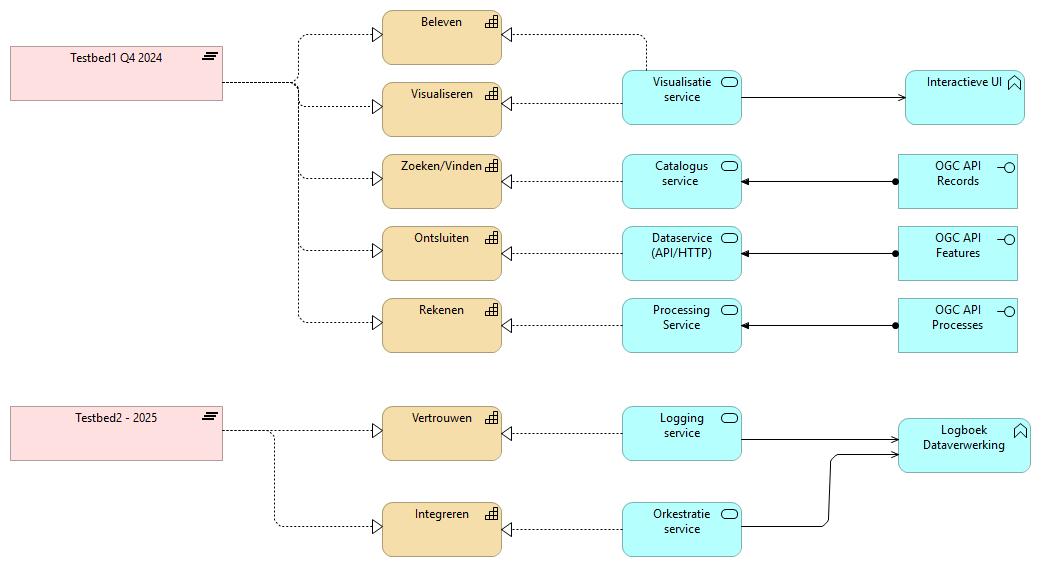 Testbed1 Q4 2024
Beleven
Visualiseren
Visualisatie
service
Interactieve UI
Zoeken/Vinden
Catalogus
service
OGC API
Records
Ontsluiten
Dataservice
(API/HTTP)
OGC API
Features
Rekenen
Processing
Service
OGC API
Processes
Testbed2 - 2025
Vertrouwen
Logging
service
Logboek
Dataverwerking
Integreren
Orkestratie
service